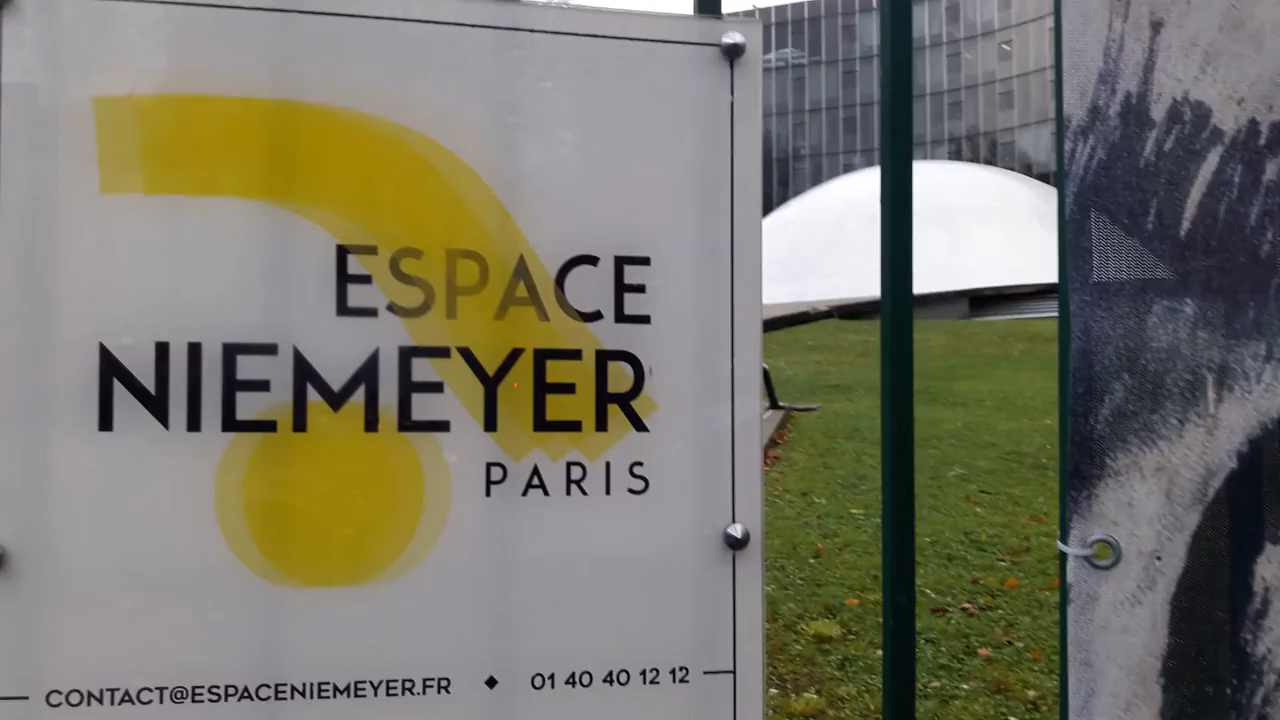 ESPACE
NIEMEYER
PARIS
CONTACT@ESPACENIEMEYER.FR ◆ 01 40 40 12 12